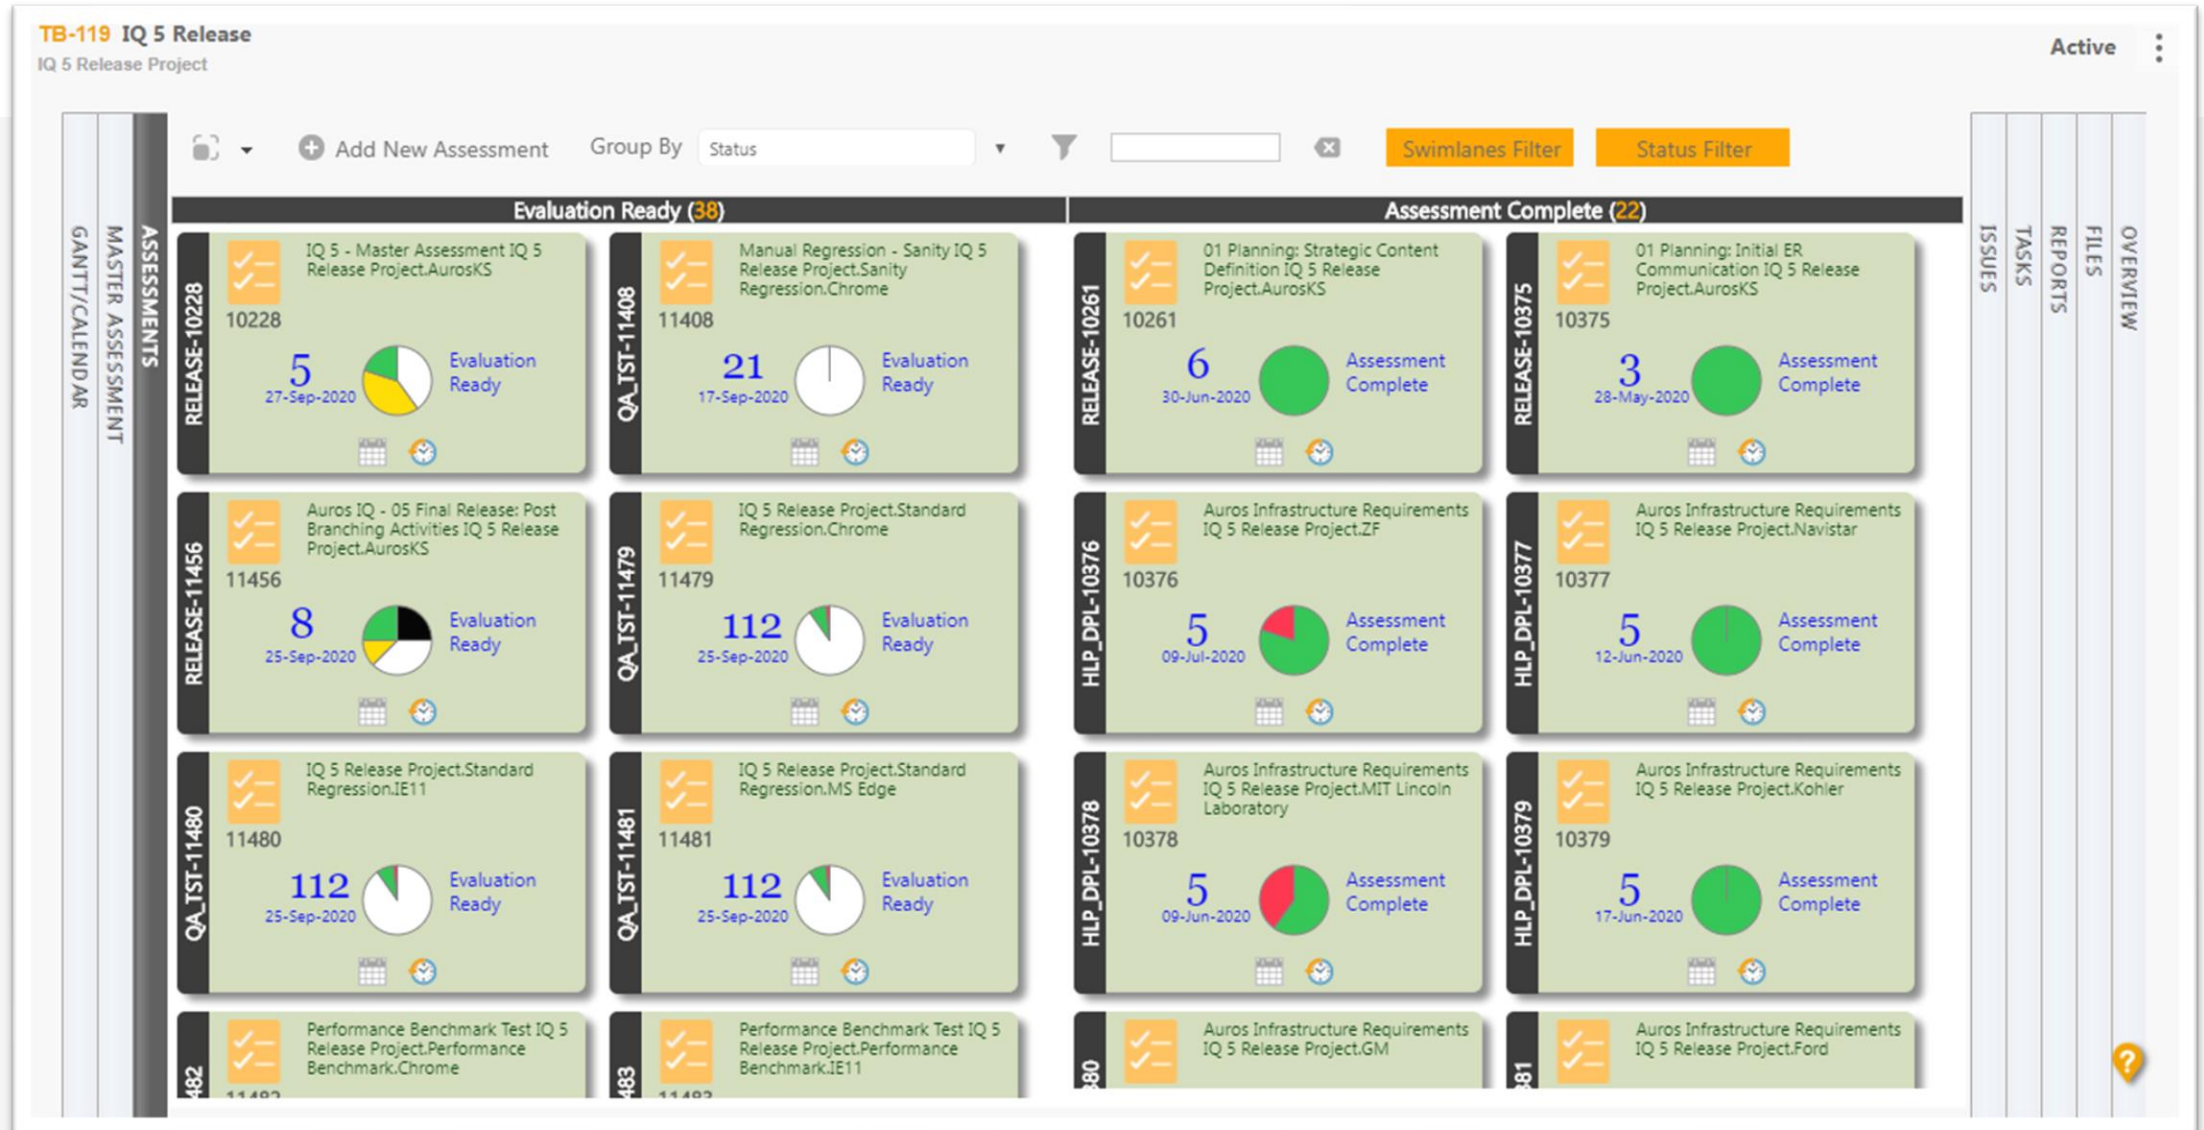 TB-119 IQ 5 Release
IQ 5 Release Project
Active
GANTT/CALENDAR
MASTER ASSESSMENT
ASSESSMENTS
Add New Assessment
Group By
Status
Swimlanes Filter
Status Filter
Evaluation Ready (38)
Assessment Complete (22)
RELEASE-10228
IQ 5 - Master Assessment IQ 5
Release Project.AurosKS
10228
5
27-Sep-2020
Evaluation
Ready
QA_TST-11408
Manual Regression - Sanity IQ 5
Release Project.Sanity
Regression.Chrome
11408
21
17-Sep-2020
Evaluation
Ready
RELEASE-10261
01 Planning: Strategic Content
Definition IQ 5 Release
Project.AurosKS
10261
6
30-Jun-2020
Assessment
Complete
RELEASE-10375
01 Planning: Initial ER
Communication IQ 5 Release
Project.AurosKS
10375
3
28-May-2020
Assessment
Complete
RELEASE-11456
Auros IQ - 05 Final Release: Post
Branching Activities IQ 5 Release
Project.AurosKS
11456
8
25-Sep-2020
Evaluation
Ready
QA_TST-11479
IQ 5 Release Project.Standard
Regression.Chrome
11479
112
25-Sep-2020
Evaluation
Ready
HLP_DPL-10376
Auros Infrastructure Requirements
IQ 5 Release Project.ZF
10376
5
09-Jul-2020
Assessment
Complete
HLP_DPL-10377
Auros Infrastructure Requirements
IQ 5 Release Project.Navistar
10377
5
12-Jun-2020
Assessment
Complete
QA_TST-11480
IQ 5 Release Project.Standard
Regression.IE11
11480
112
25-Sep-2020
Evaluation
Ready
QA_TST-11481
IQ 5 Release Project.Standard
Regression.MS Edge
11481
112
25-Sep-2020
Evaluation
Ready
HLP_DPL-10378
Auros Infrastructure Requirements
IQ 5 Release Project.MIT Lincoln
Laboratory
10378
5
09-Jun-2020
Assessment
Complete
HLP_DPL-10379
Auros Infrastructure Requirements
IQ 5 Release Project.Kohler
10379
5
17-Jun-2020
Assessment
Complete
482
Performance Benchmark Test IQ 5
Release Project.Performance
Benchmark.Chrome
11482
483
Performance Benchmark Test IQ 5
Release Project.Performance
Benchmark.IE11
11483
380
Auros Infrastructure Requirements
IQ 5 Release Project.GM
381
Auros Infrastructure Requirements
IQ 5 Release Project.Ford
ISSUES
TASKS
REPORTS
FILES
OVERVIEW
?